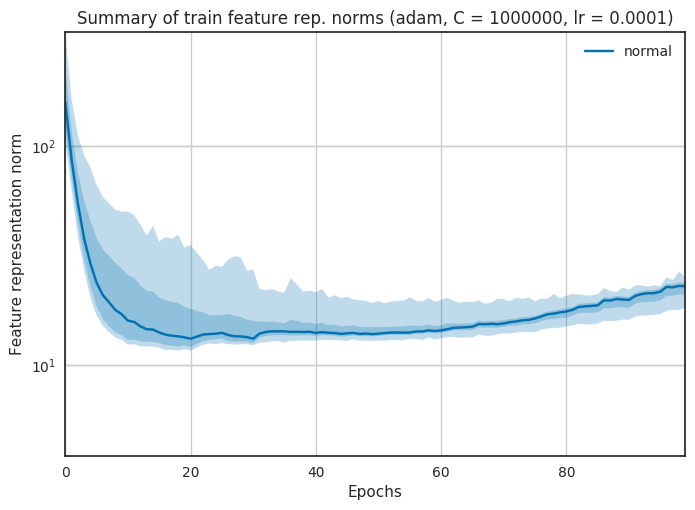 Summary of train feature rep. norms (adam, C = 1000000, lr = 0.0001)
normal
Feature representation norm
10²
10¹
0 20 40 60 80
Epochs